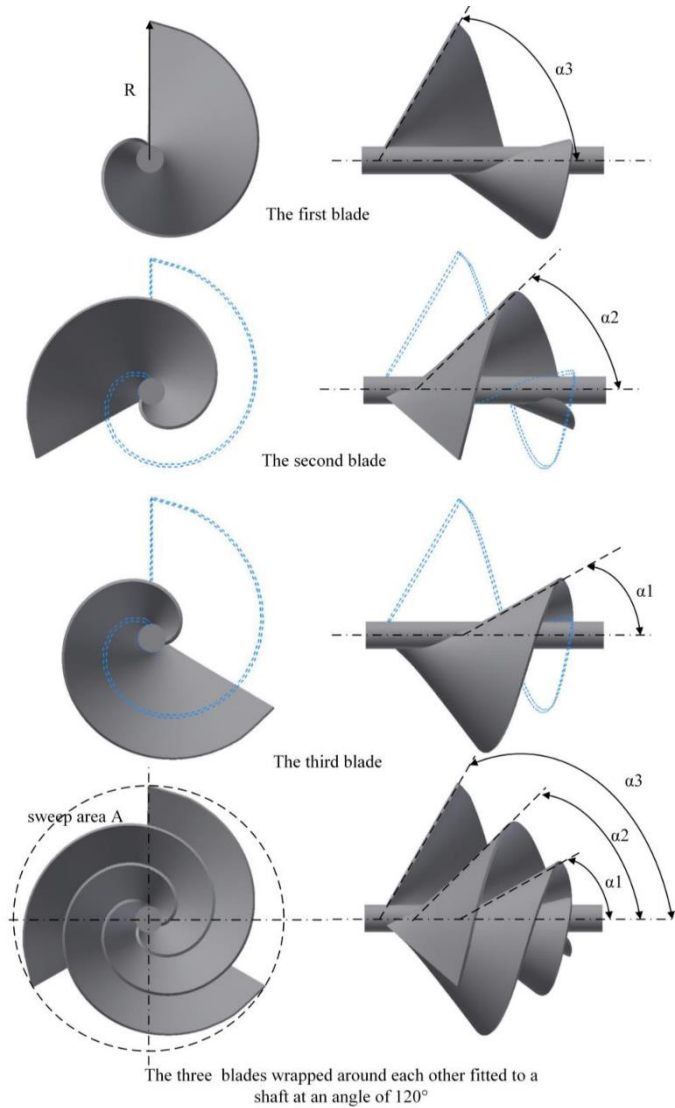 R
α3
The first blade
α2
The second blade
α1
The third blade
sweep area A
α3
α2
α1
The three blades wrapped around each other fitted to a
shaft at an angle of 120°